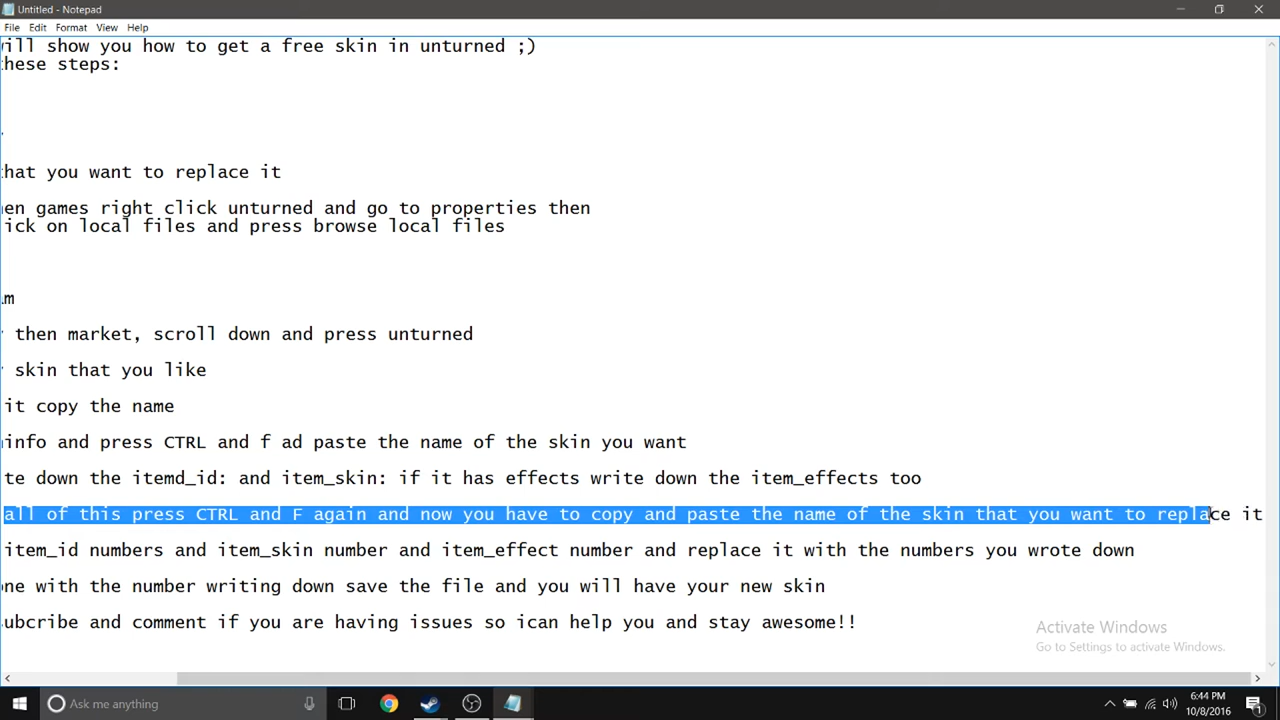 Untitled - Notepad
File Edit Format View Help
will show you how to get a free skin in unturned ;)
these steps:
that you want to replace it
en games right click unturned and go to properties then
ick on local files and press browse local files
am
then market, scroll down and press unturned
skin that you like
it copy the name
info and press CTRL and f ad paste the name of the skin you want
te down the itemd_id: and item_skin: if it has effects write down the item_effects too
all of this press CTRL and F again and now you have to copy and paste the name of the skin that you want to replace it
item_id numbers and item_skin number and item_effect number and replace it with the numbers you wrote down
one with the number writing down save the file and you will have your new skin
ubcribe and comment if you are having issues so ican help you and stay awesome!!
Activate Windows
Go to Settings to activate Windows.
Ask me anything
6:44 PM
10/8/2016
1